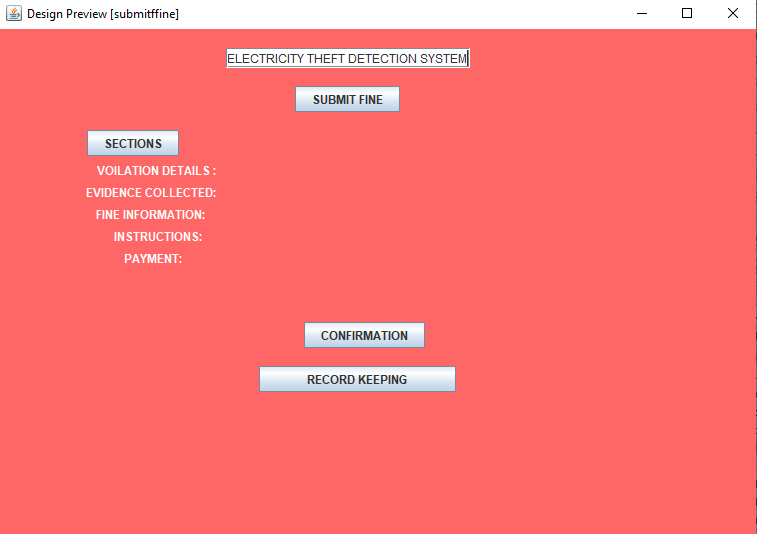 Design Preview [submitffine]
ELECTRICITY THEFT DETECTION SYSTEM
SUBMIT FINE
SECTIONS
VOILATION DETAILS :
EVIDENCE COLLECTED:
FINE INFORMATION:
INSTRUCTIONS:
PAYMENT:
CONFIRMATION
RECORD KEEPING